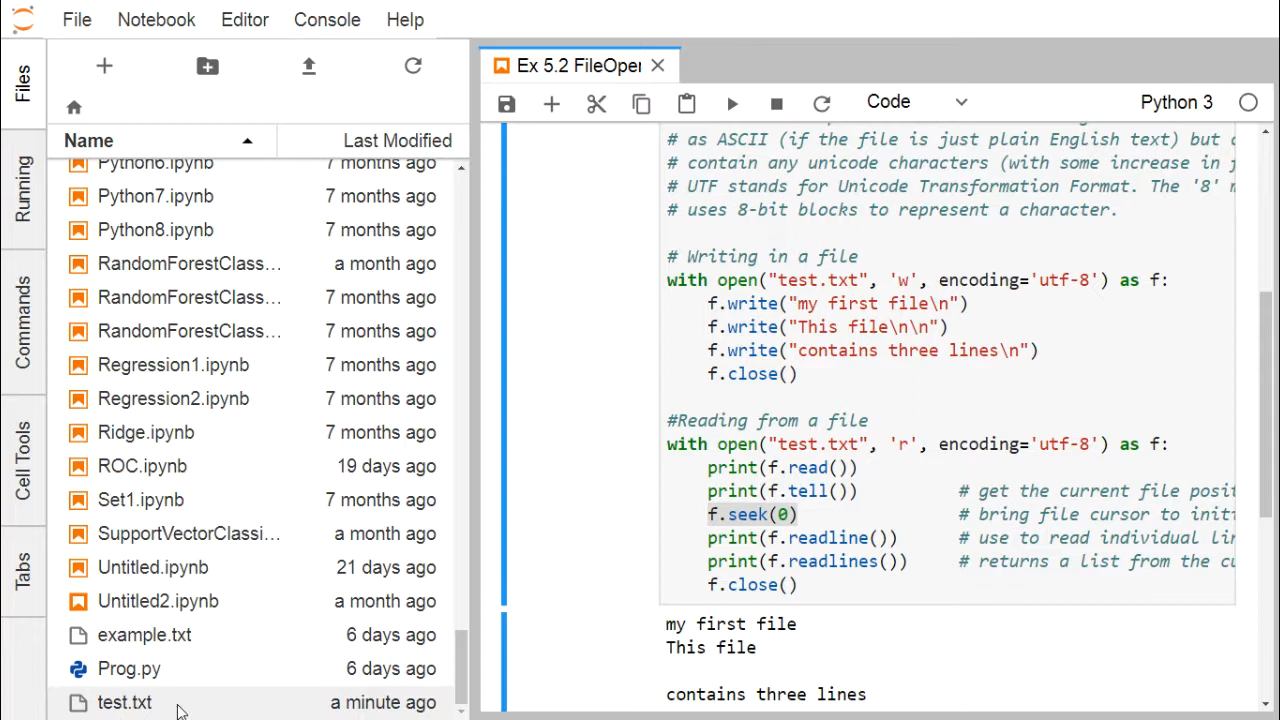 File Notebook Editor Console Help
Files
Running
Commands
Cell Tools
Tabs
Name Last Modified
Python6.ipynb 7 months ago
Python7.ipynb 7 months ago
Python8.ipynb 7 months ago
RandomForestClass... a month ago
RandomForestClass... 7 months ago
RandomForestClass... 7 months ago
Regression1.ipynb 7 months ago
Regression2.ipynb 7 months ago
Ridge.ipynb 7 months ago
ROC.ipynb 19 days ago
Set1.ipynb 7 months ago
SupportVectorClassi... a month ago
Untitled.ipynb 21 days ago
Untitled2.ipynb a month ago
example.txt 6 days ago
Prog.py 6 days ago
test.txt a minute ago
Ex 5.2 FileOper
Code Python 3
# as ASCII (if the file is just plain English text) but
# contain any unicode characters (with some increase in
# UTF stands for Unicode Transformation Format. The '8'
# uses 8-bit blocks to represent a character.
# Writing in a file
with open("test.txt", 'w', encoding='utf-8') as f:
f.write("my first file\n")
f.write("This file\n\n")
f.write("contains three lines\n")
f.close()
#Reading from a file
with open("test.txt", 'r', encoding='utf-8') as f:
print(f.read())
print(f.tell()) # get the current file posit
f.seek(0) # bring file cursor to initi
print(f.readline()) # use to read individual lin
print(f.readlines()) # returns a list from the cu
f.close()
my first file
This file
contains three lines